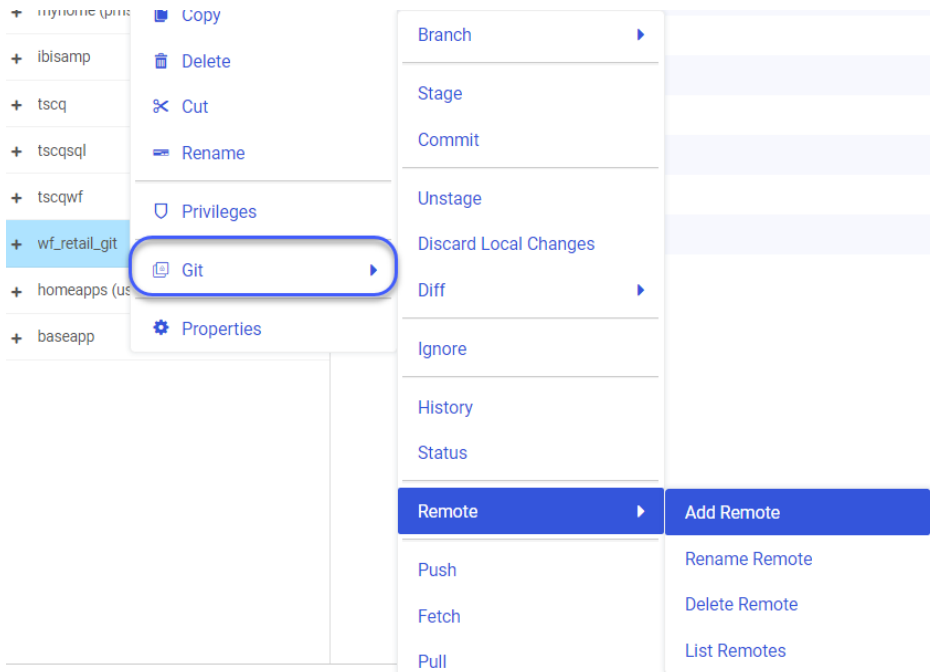 myhome (pms
ibisamp
tscq
tscqsql
tscqwf
wf_retail_git
homeapps (us
baseapp
Copy
Delete
Cut
Rename
Privileges
Git
Properties
Branch
Stage
Commit
Unstage
Discard Local Changes
Diff
Ignore
History
Status
Remote
Push
Fetch
Pull
Add Remote
Rename Remote
Delete Remote
List Remotes